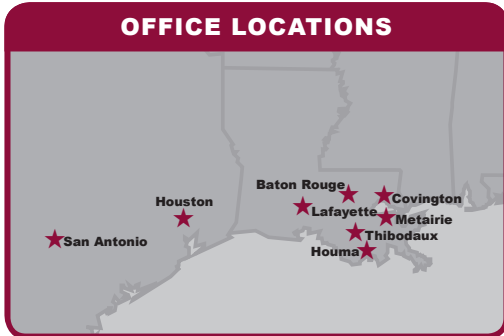 OFFICE LOCATIONS
Baton Rouge
Covington
Houston
Lafayette
Metairie
San Antonio
Thibodaux
Houma